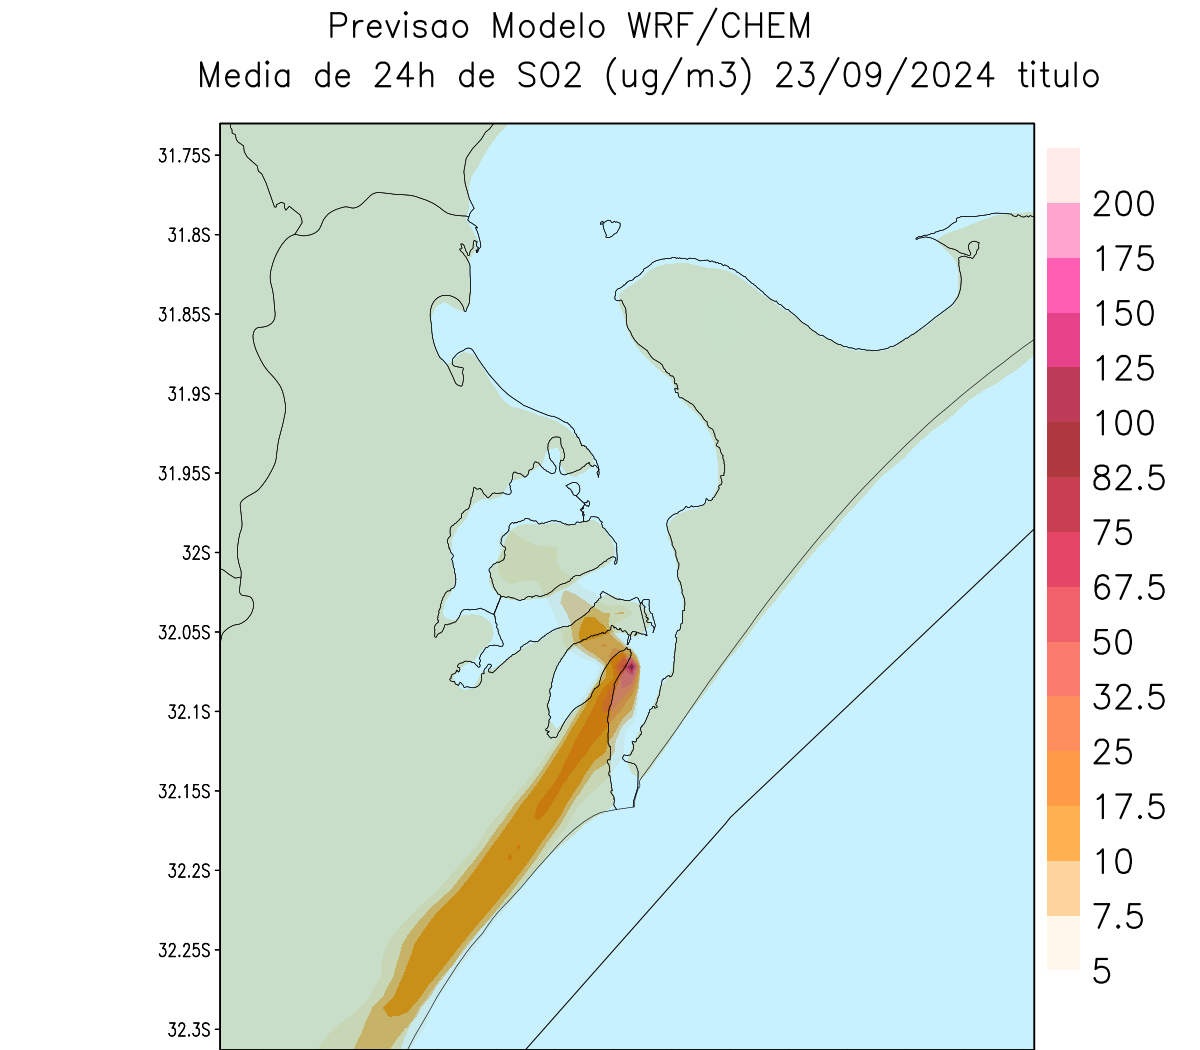 Previsao Modelo WRF/CHEM
Media de 24h de SO2 (ug/m3) 23/09/2024 titulo
31.75S
31.8S
31.85S
31.9S
31.95S
32S
32.05S
32.1S
32.15S
32.2S
32.25S
32.3S
200
175
150
125
100
82.5
75
67.5
50
32.5
25
17.5
10
7.5
5